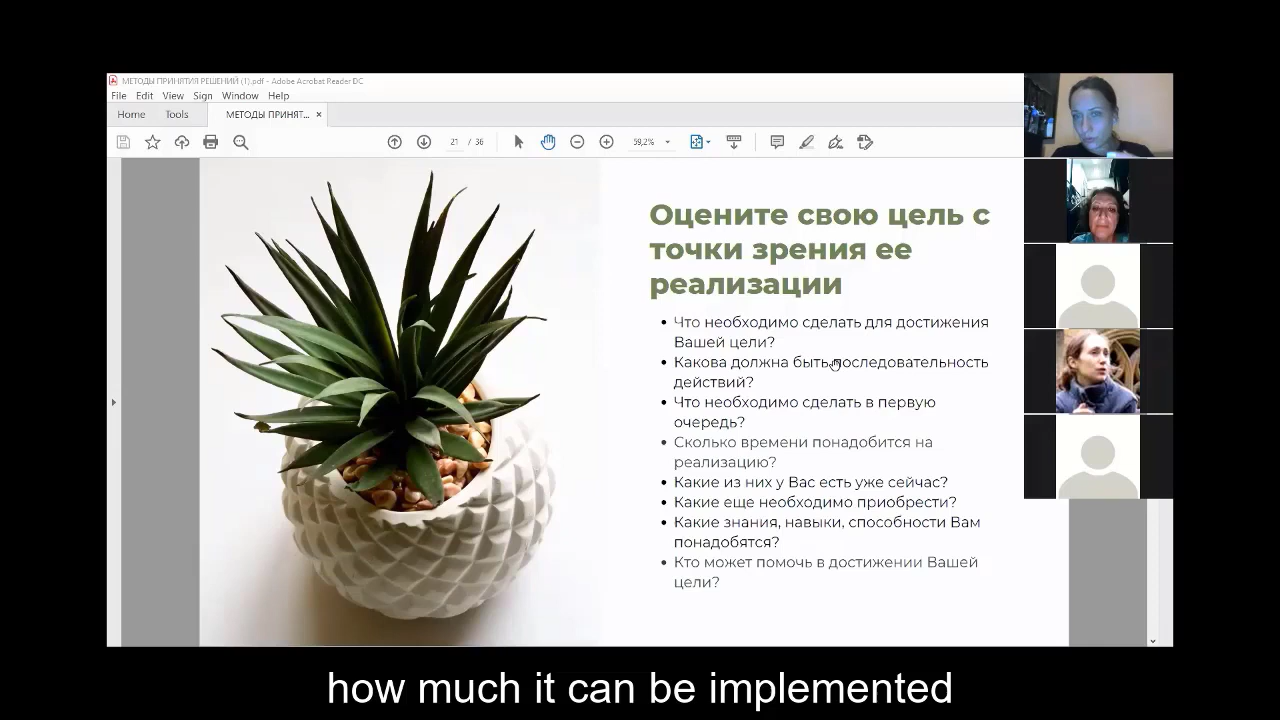 МЕТОДЫ ПРИНЯТИЯ РЕШЕНИЙ (1).pdf - Adobe Acrobat Reader DC
File Edit View Sign Window Help
Home Tools МЕТОДЫ ПРИНЯТ... ×
21 / 36 59,2%
Оцените свою цель с
точки зрения ее
реализации
• Что необходимо сделать для достижения
Вашей цели?
• Какова должна быть последовательность
действий?
• Что необходимо сделать в первую
очередь?
• Сколько времени понадобится на
реализацию?
• Какие из них у Вас есть уже сейчас?
• Какие еще необходимо приобрести?
• Какие знания, навыки, способности Вам
понадобятся?
• Кто может помочь в достижении Вашей
цели?
how much it can be implemented